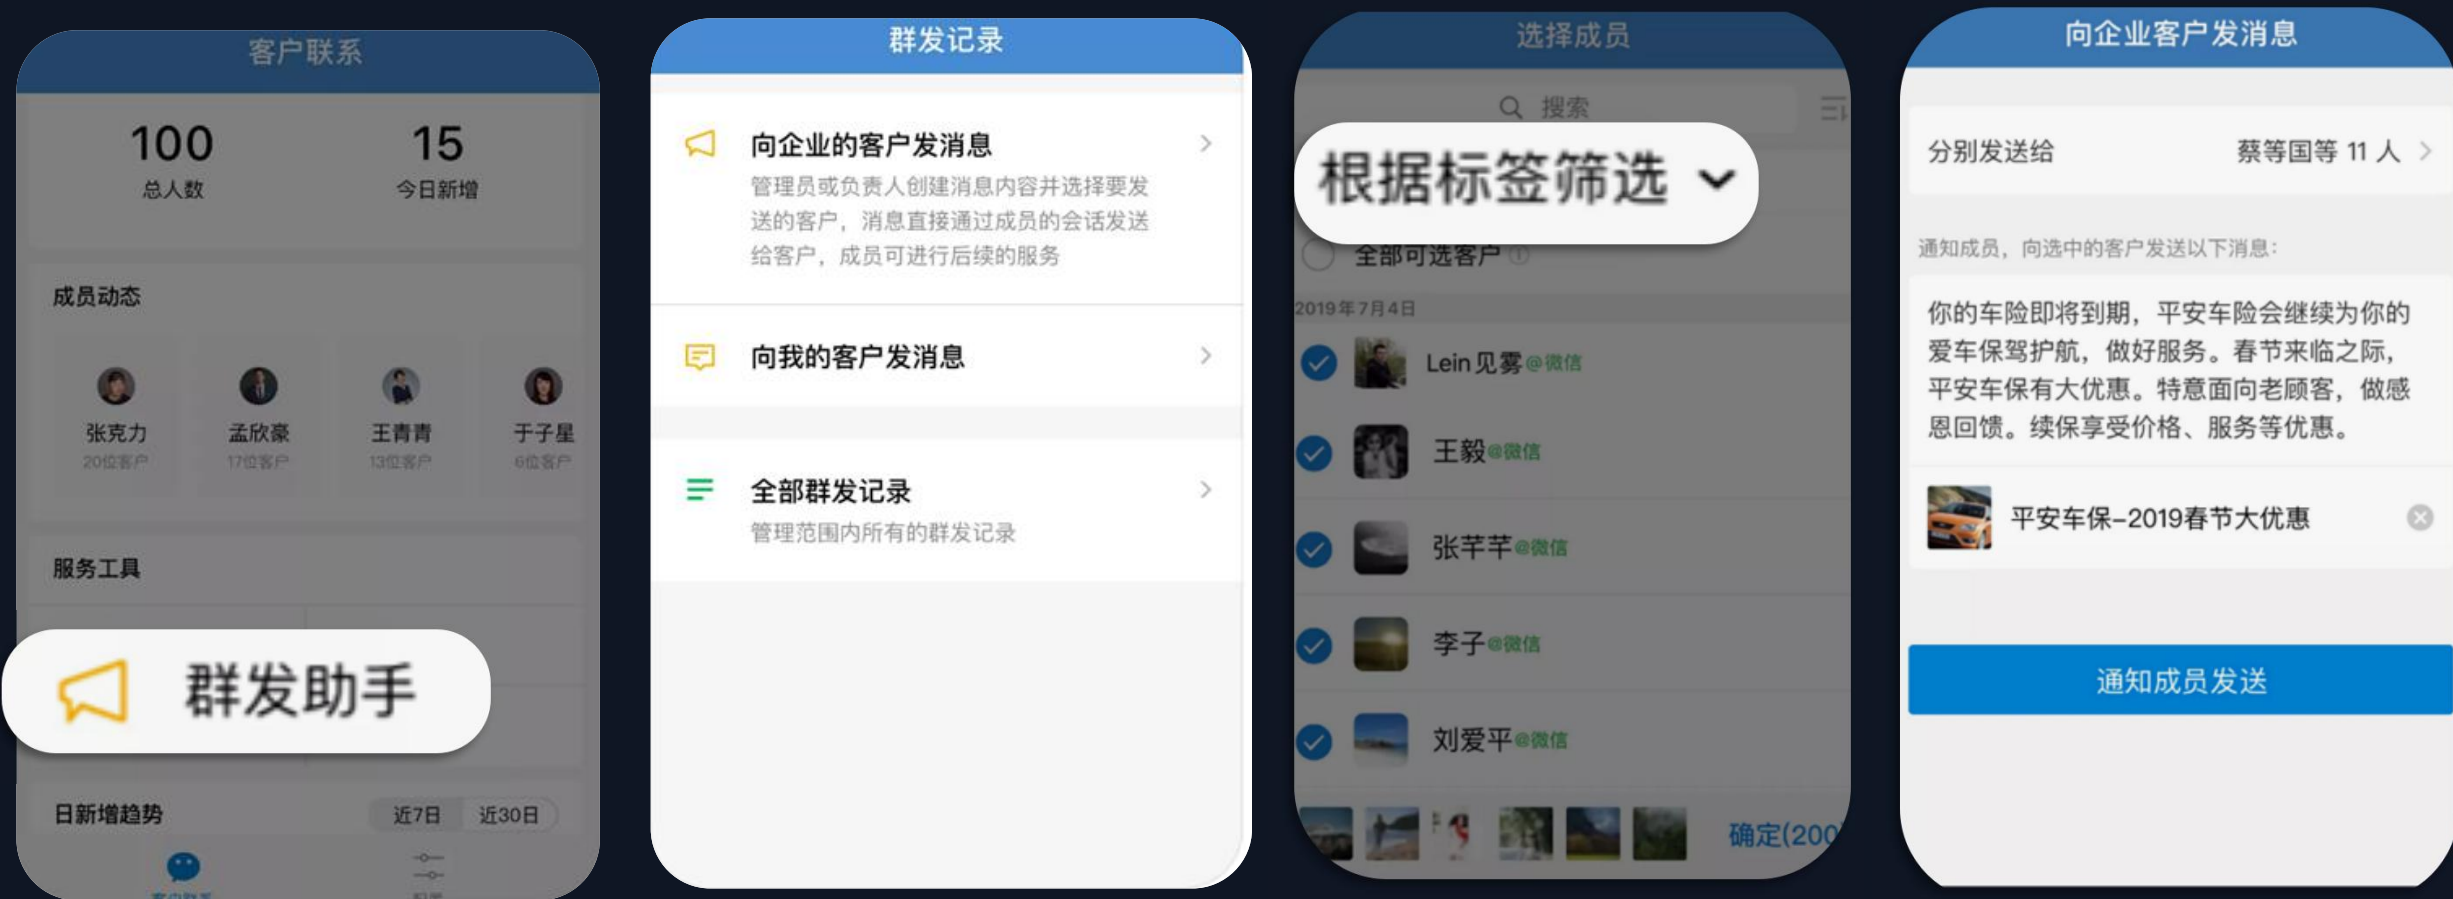 客户联系
100
15
总人数
今日新增
成员动态
张克力
孟欣豪
王青青
于子星
20位客户
17位客户
13位客户
6位客户
服务工具
群发助手
日新增趋势
近7日
近30日
客户联系
群发记录
向企业的客户发消息
管理员或负责人创建消息内容并选择要发
送的客户，消息直接通过成员的会话发送
给客户，成员可进行后续的服务
向我的客户发消息
全部群发记录
管理范围内所有的群发记录
选择成员
搜索
根据标签筛选
全部可选客户
2019年7月4日
Lein见雾@微信
王毅@微信
张芊芊@微信
李子@微信
刘爱平@微信
确定(200
向企业客户发消息
分别发送给
蔡等国等 11 人
通知成员，向选中的客户发送以下消息：
你的车险即将到期，平安车险会继续为你的
爱车保驾护航，做好服务。春节来临之际，
平安车保有大优惠。特意面向老顾客，做感
恩回馈。续保享受价格、服务等优惠。
平安车保-2019春节大优惠
通知成员发送